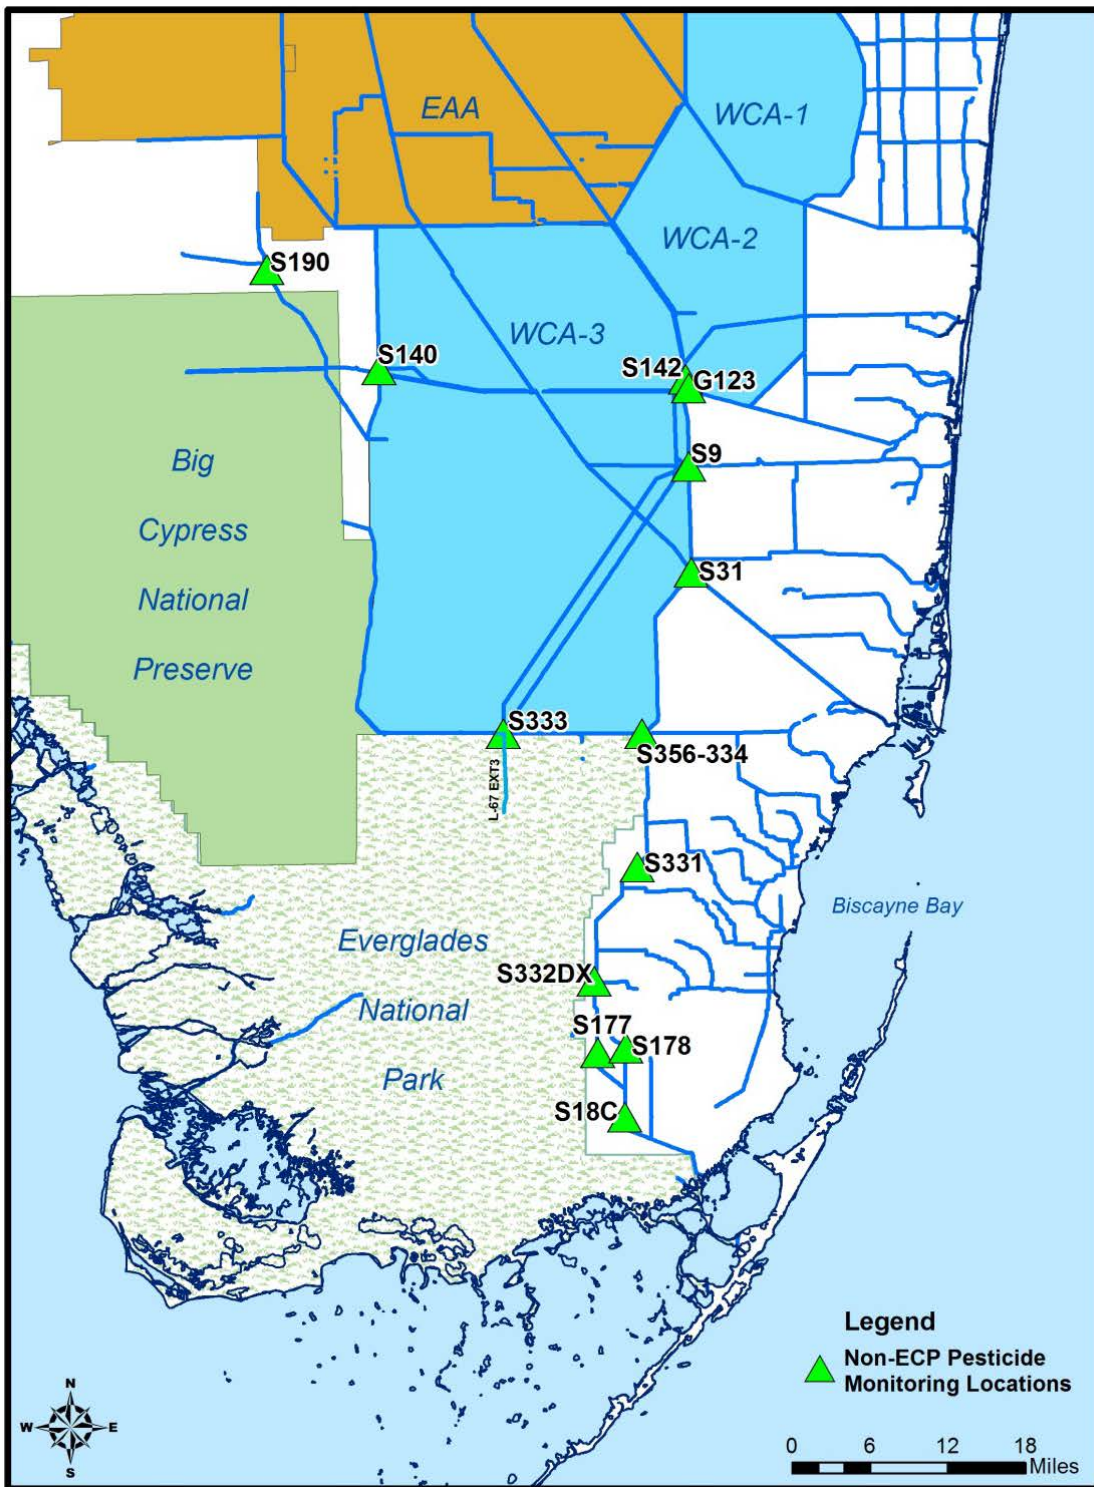 EAA
WCA-1
WCA-2
S190
WCA-3
S140
S142
G123
Big
Cypress
National
Preserve
S9
S31
S333
S356-334
L-67 EXT3
S331
Biscayne Bay
Everglades
National
Park
S332DX
S177
S178
S18C
Legend
Non-ECP Pesticide
Monitoring Locations
N
W
E
S
0 6 12 18
Miles